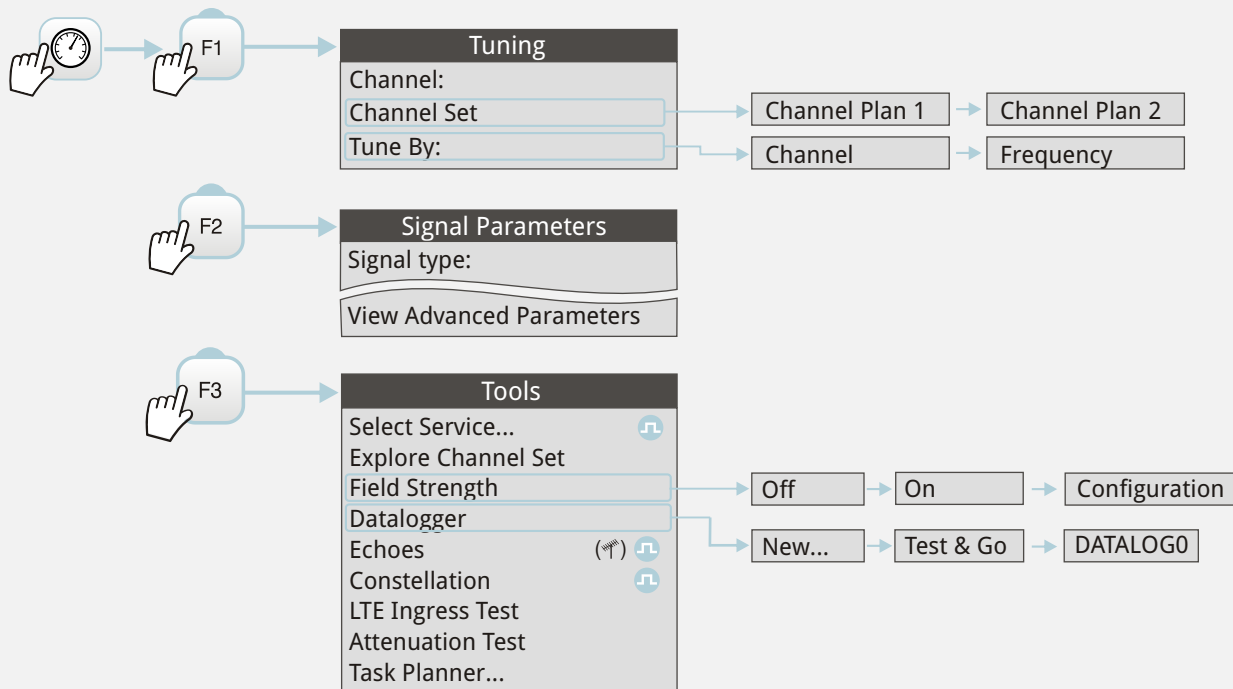 F1
Tuning
Channel:
Channel Set
Channel Plan 1
Channel Plan 2
Tune By:
Channel
Frequency
F2
Signal Parameters
Signal type:
View Advanced Parameters
F3
Tools
Select Service...
Explore Channel Set
Field Strength
Off
On
Configuration
Datalogger
New...
Test & Go
DATALOG0
Echoes
Constellation
LTE Ingress Test
Attenuation Test
Task Planner...